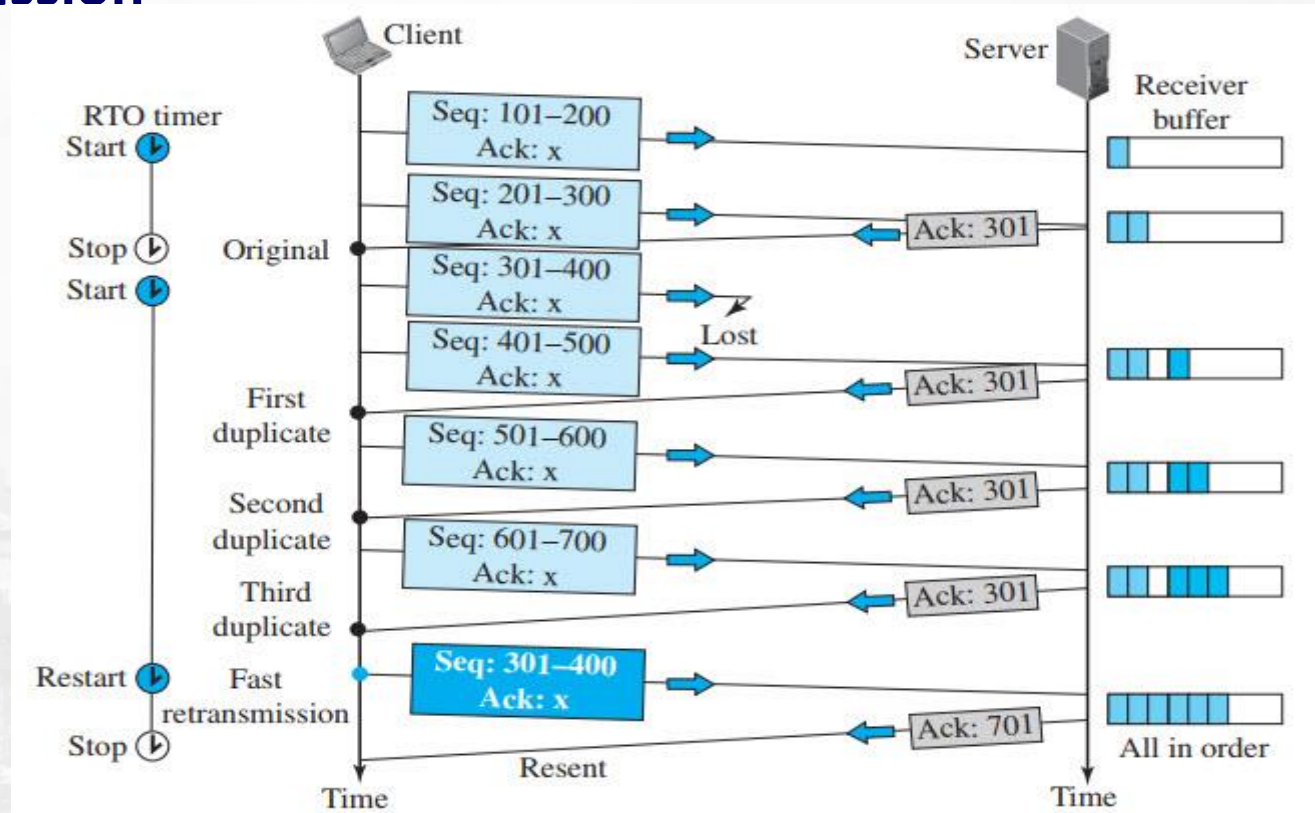 Client
Server
Receiver
buffer
RTO timer
Start
Seq: 101–200
Ack: x
Seq: 201–300
Ack: x
Ack: 301
Stop
Original
Start
Seq: 301–400
Ack: x
Lost
Seq: 401–500
Ack: x
Ack: 301
First
duplicate
Seq: 501–600
Ack: x
Ack: 301
Second
duplicate
Seq: 601–700
Ack: x
Ack: 301
Third
duplicate
Restart
Fast
retransmission
Seq: 301–400
Ack: x
Ack: 701
Stop
Resent
All in order
Time
Time